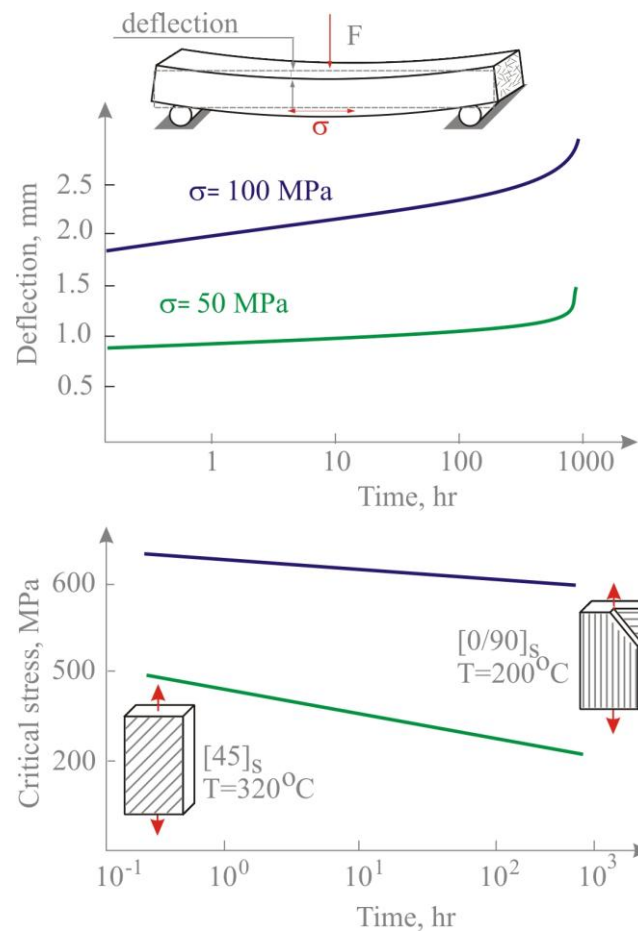 deflection
F
σ
σ= 100 MPa
σ= 50 MPa
Deflection, mm
2.5
2.0
1.5
1.0
0.5
1 10 100 1000
Time, hr
Critical stress, MPa
600
500
200
[0/90]s
T=200°C
[45]s
T=320°C
10⁻¹ 10⁰ 10¹ 10² 10³
Time, hr